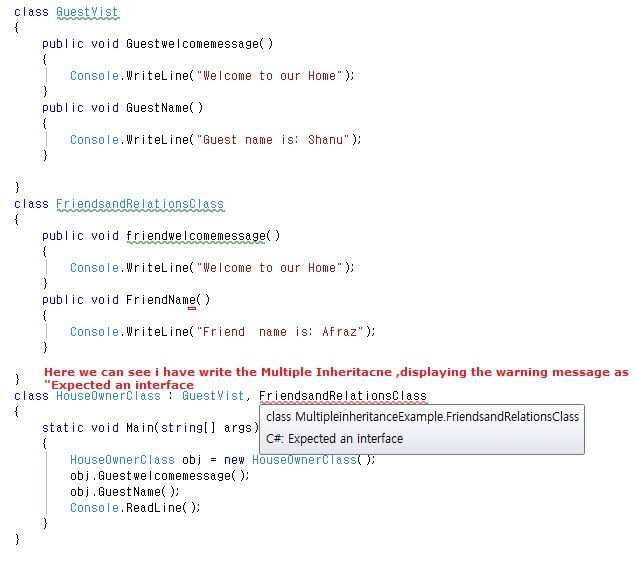 class GuestVist
{
public void Guestwelcomemessage()
{
Console.WriteLine("Welcome to our Home");
}
public void GuestName()
{
Console.WriteLine("Guest name is: Shanu");
}
}
class FriendsandRelationsClass
{
public void friendwelcomemessage()
{
Console.WriteLine("Welcome to our Home");
}
public void FriendName()
{
Console.WriteLine("Friend  name is: Afraz");
}
Here we can see i have write the Multiple Inheritacne ,displaying the warning message as
} "Expected an interface
class HouseOwnerClass : GuestVist, FriendsandRelationsClass
{
class MultipleinheritanceExample.FriendsandRelationsClass
static void Main(string[] args)
{
C#: Expected an interface
HouseOwnerClass obj = new HouseOwnerClass();
obj.Guestwelcomemessage();
obj.GuestName();
Console.ReadLine();
}
}